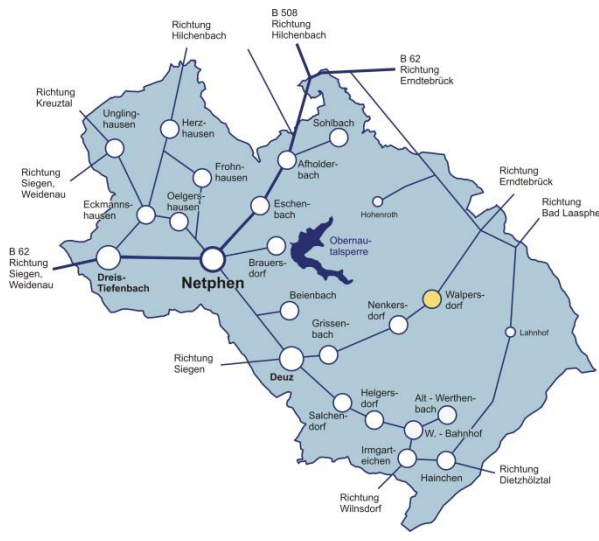 B 508
Richtung
Hilchenbach
Richtung
Hilchenbach
B 62
Richtung
Erndtebrück
Richtung
Kreuztal
Unglinghausen
Herz-
hausen
Sohlbach
Frohn-
hausen
Afholder-
bach
Richtung
Siegen,
Weidenau
Oelgers-
hausen
Eckmanns-
hausen
Eschen-
bach
Hohenroth
Richtung
Erndtebrück
Richtung
Bad Laasphe
B 62
Richtung
Siegen,
Weidenau
Dreis-
Tiefenbach
Netphen
Brauers-
dorf
Obernau-
talsperre
Beienbach
Grissen-
bach
Nenkers-
dorf
Walpers-
dorf
Lahnhof
Richtung
Siegen
Deuz
Helgers-
dorf
Alt - Werthen-
bach
Salchen-
dorf
W. - Bahnhof
Irmgart-
eichen
Hainchen
Richtung
Wilnsdorf
Richtung
Dietzhölztal